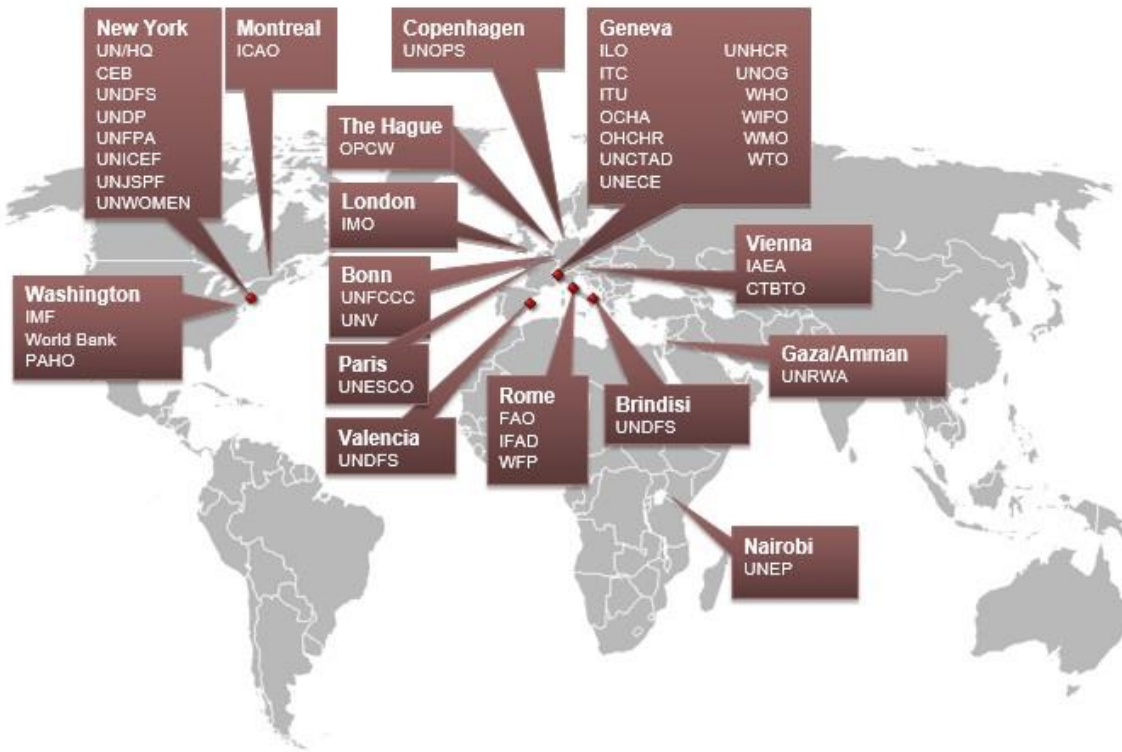 New York
UN/HQ
CEB
UNDFS
UNDP
UNFPA
UNICEF
UNJSPF
UNWOMEN
Montreal
ICAO
Copenhagen
UNOPS
Geneva
ILO UNHCR
ITC UNOG
ITU WHO
OCHA WIPO
OHCHR WMO
UNCTAD WTO
UNECE
The Hague
OPCW
London
IMO
Bonn
UNFCCC
UNV
Vienna
IAEA
CTBTO
Washington
IMF
World Bank
PAHO
Paris
UNESCO
Gaza/Amman
UNRWA
Valencia
UNDFS
Rome
FAO
IFAD
WFP
Brindisi
UNDFS
Nairobi
UNEP